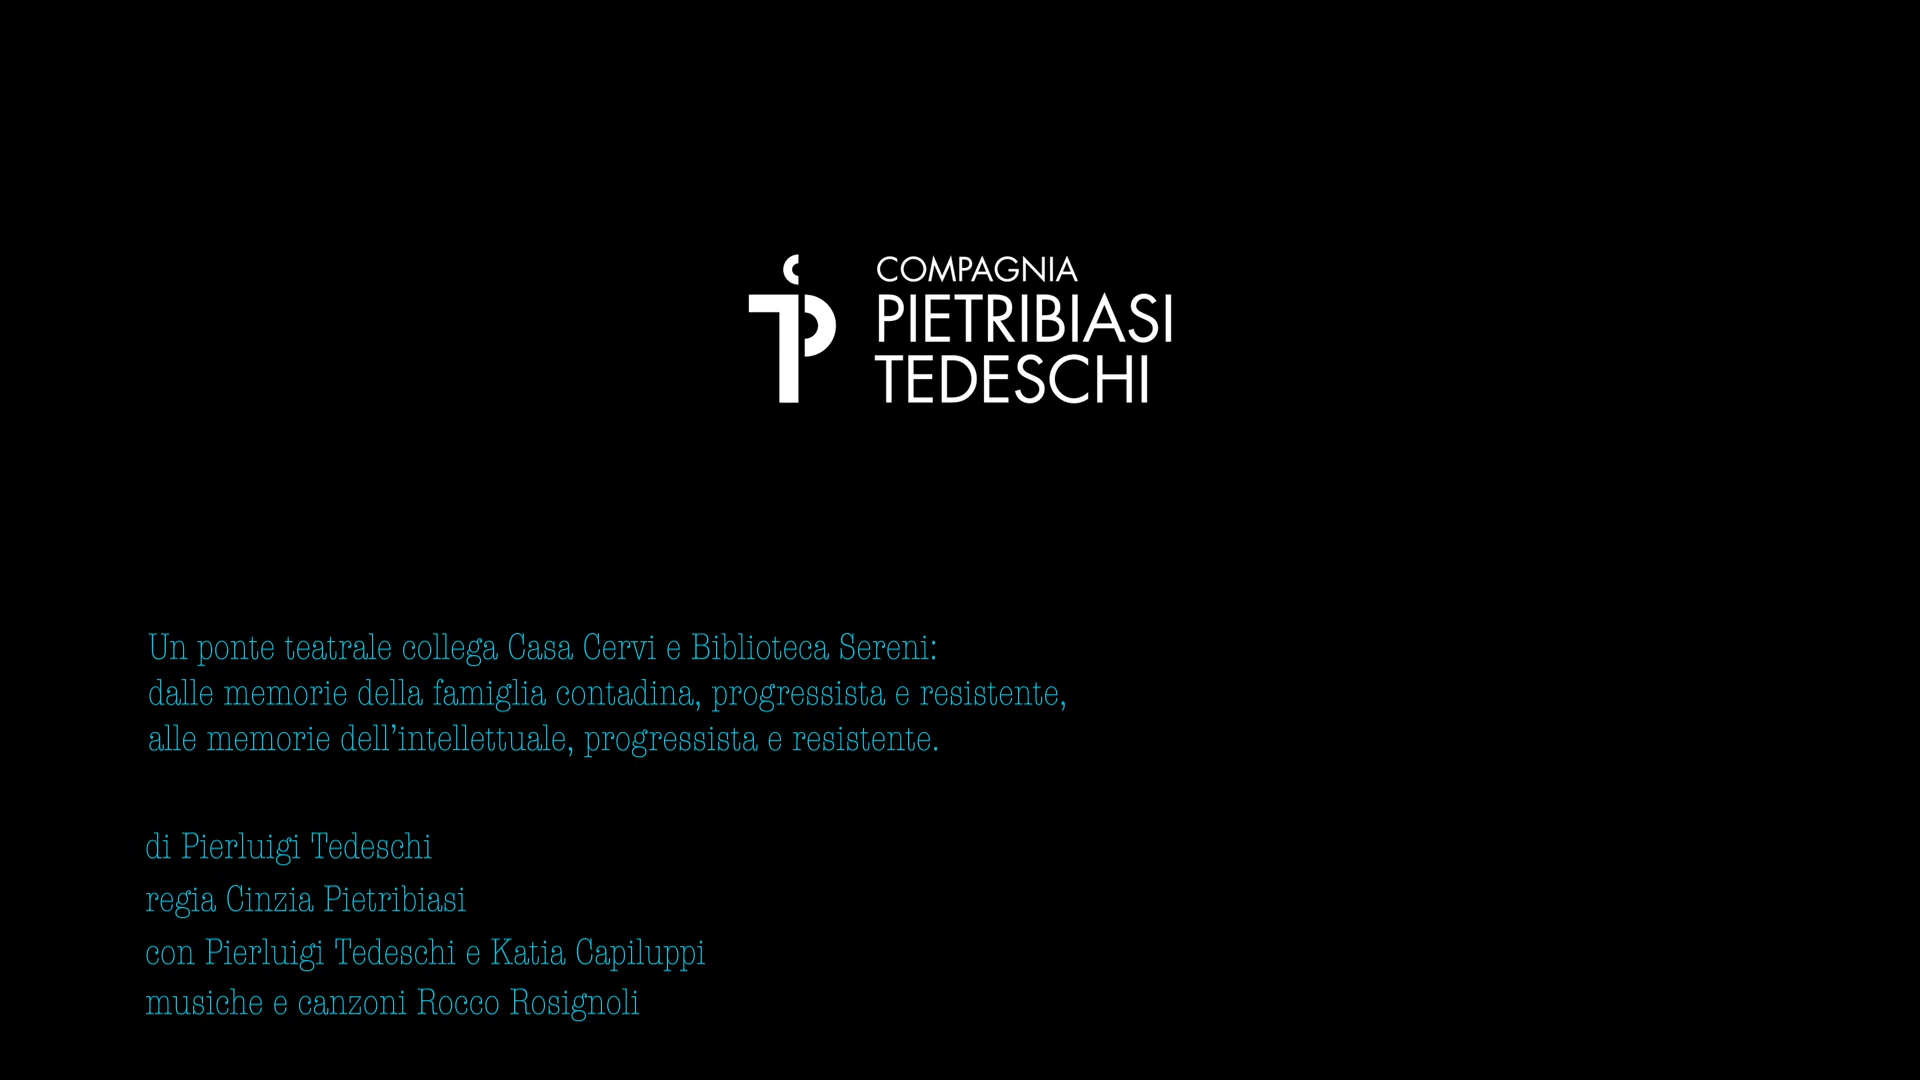 COMPAGNIA
PIETRIBIASI
TEDESCHI
Un ponte teatrale collega Casa Cervi e Biblioteca Sereni:
dalle memorie della famiglia contadina, progressista e resistente,
alle memorie dell’intellettuale, progressista e resistente.
di Pierluigi Tedeschi
regia Cinzia Pietribiasi
con Pierluigi Tedeschi e Katia Capiluppi
musiche e canzoni Rocco Rosignoli